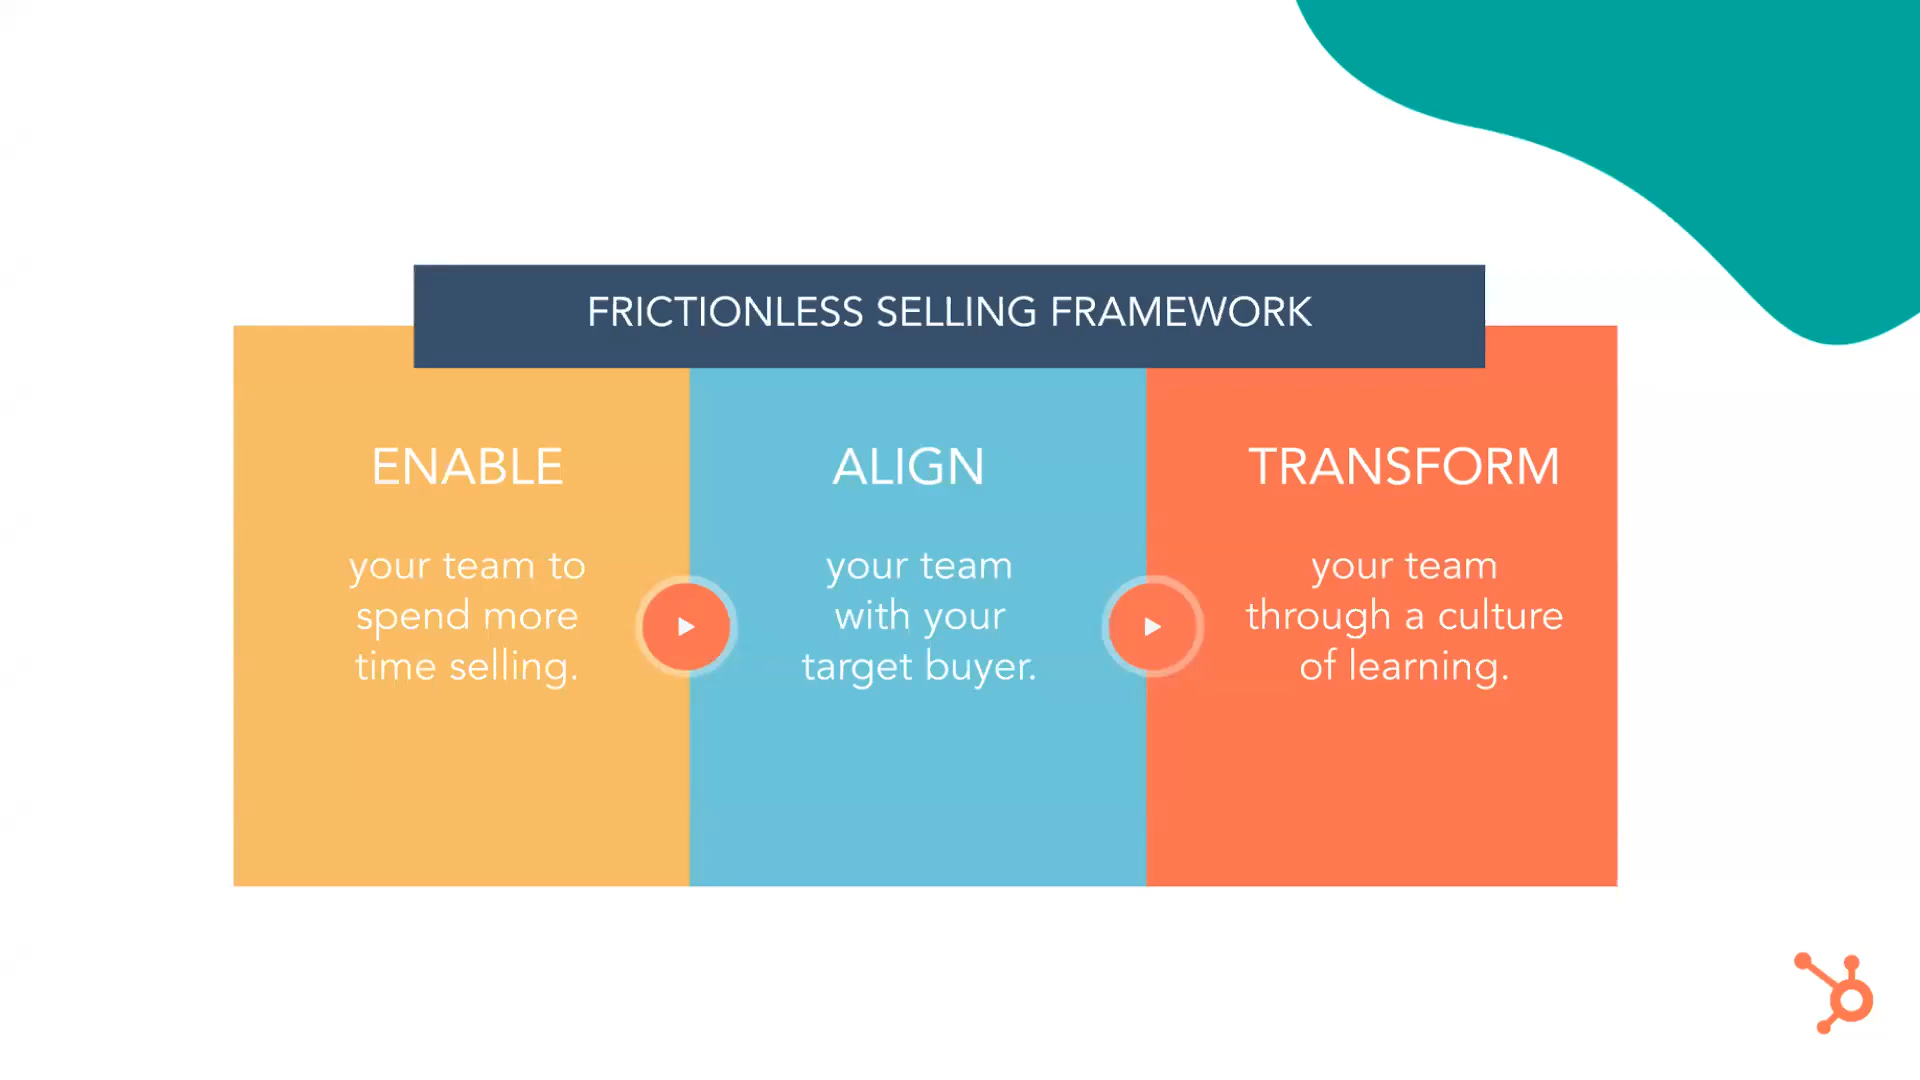 FRICTIONLESS SELLING FRAMEWORK
ENABLE
your team to
spend more
time selling.
ALIGN
your team
with your
target buyer.
TRANSFORM
your team
through a culture
of learning.